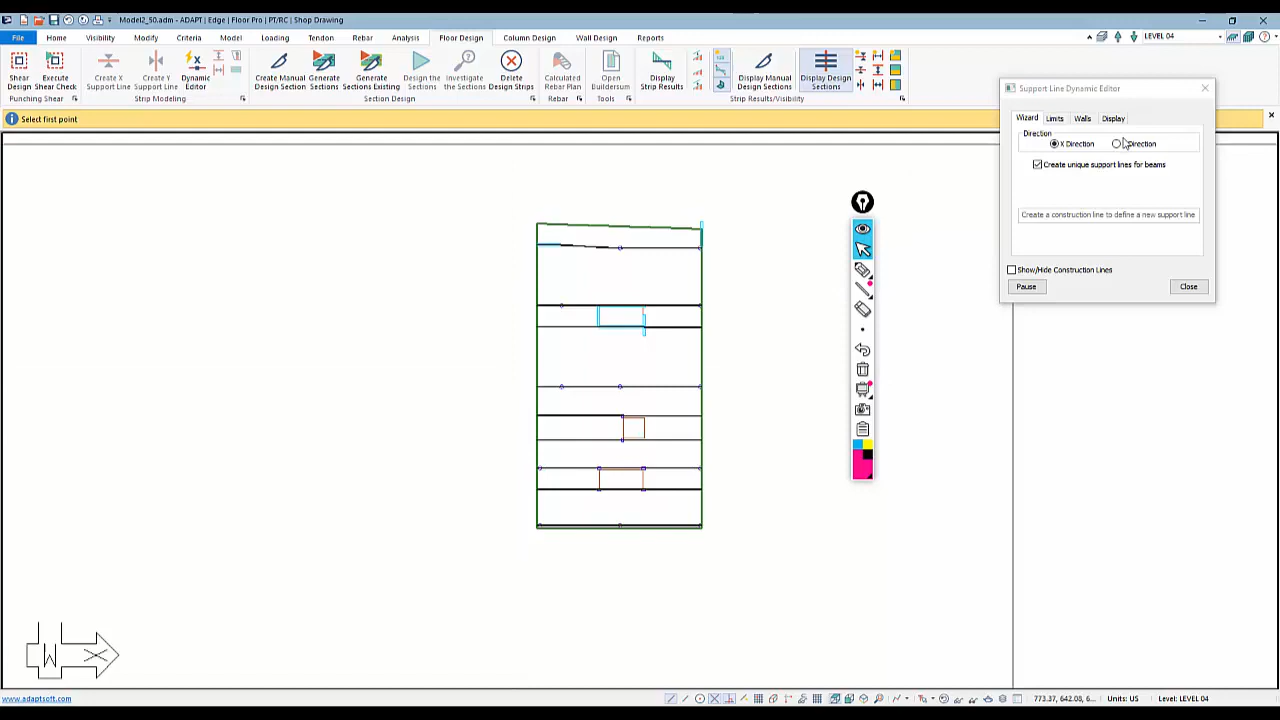 Model2_50.adm - ADAPT | Edge | Floor Pro | PT/RC | Shop Drawing
File Home Visibility Modify Criteria Model Loading Tendon Rebar Analysis Floor Design Column Design Wall Design Reports LEVEL 04
Shear Design
Execute Shear Check
Create X Support Line
Create Y Support Line
Dynamic Editor
Create Manual Design Section
Generate Sections
Generate Sections Existing
Design the Sections
Investigate the Sections
Delete Design Strips
Calculated Rebar Plan
Open Buildersum
Display Strip Results
Display Manual Design Sections
Display Design Sections
Punching Shear Strip Modeling Section Design Rebar Tools Strip Results/Visibility
Select first point
Support Line Dynamic Editor
Wizard Limits Walls Display
Direction
X Direction Direction
Create unique support lines for beams
Create a construction line to define a new support line
Show/Hide Construction Lines
Pause Close
www.adaptsoft.com
773.37, 642.08, 6... Units: US Level: LEVEL 04